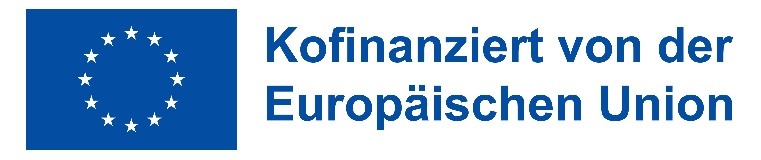 Kofinanziert von der
Europäischen Union